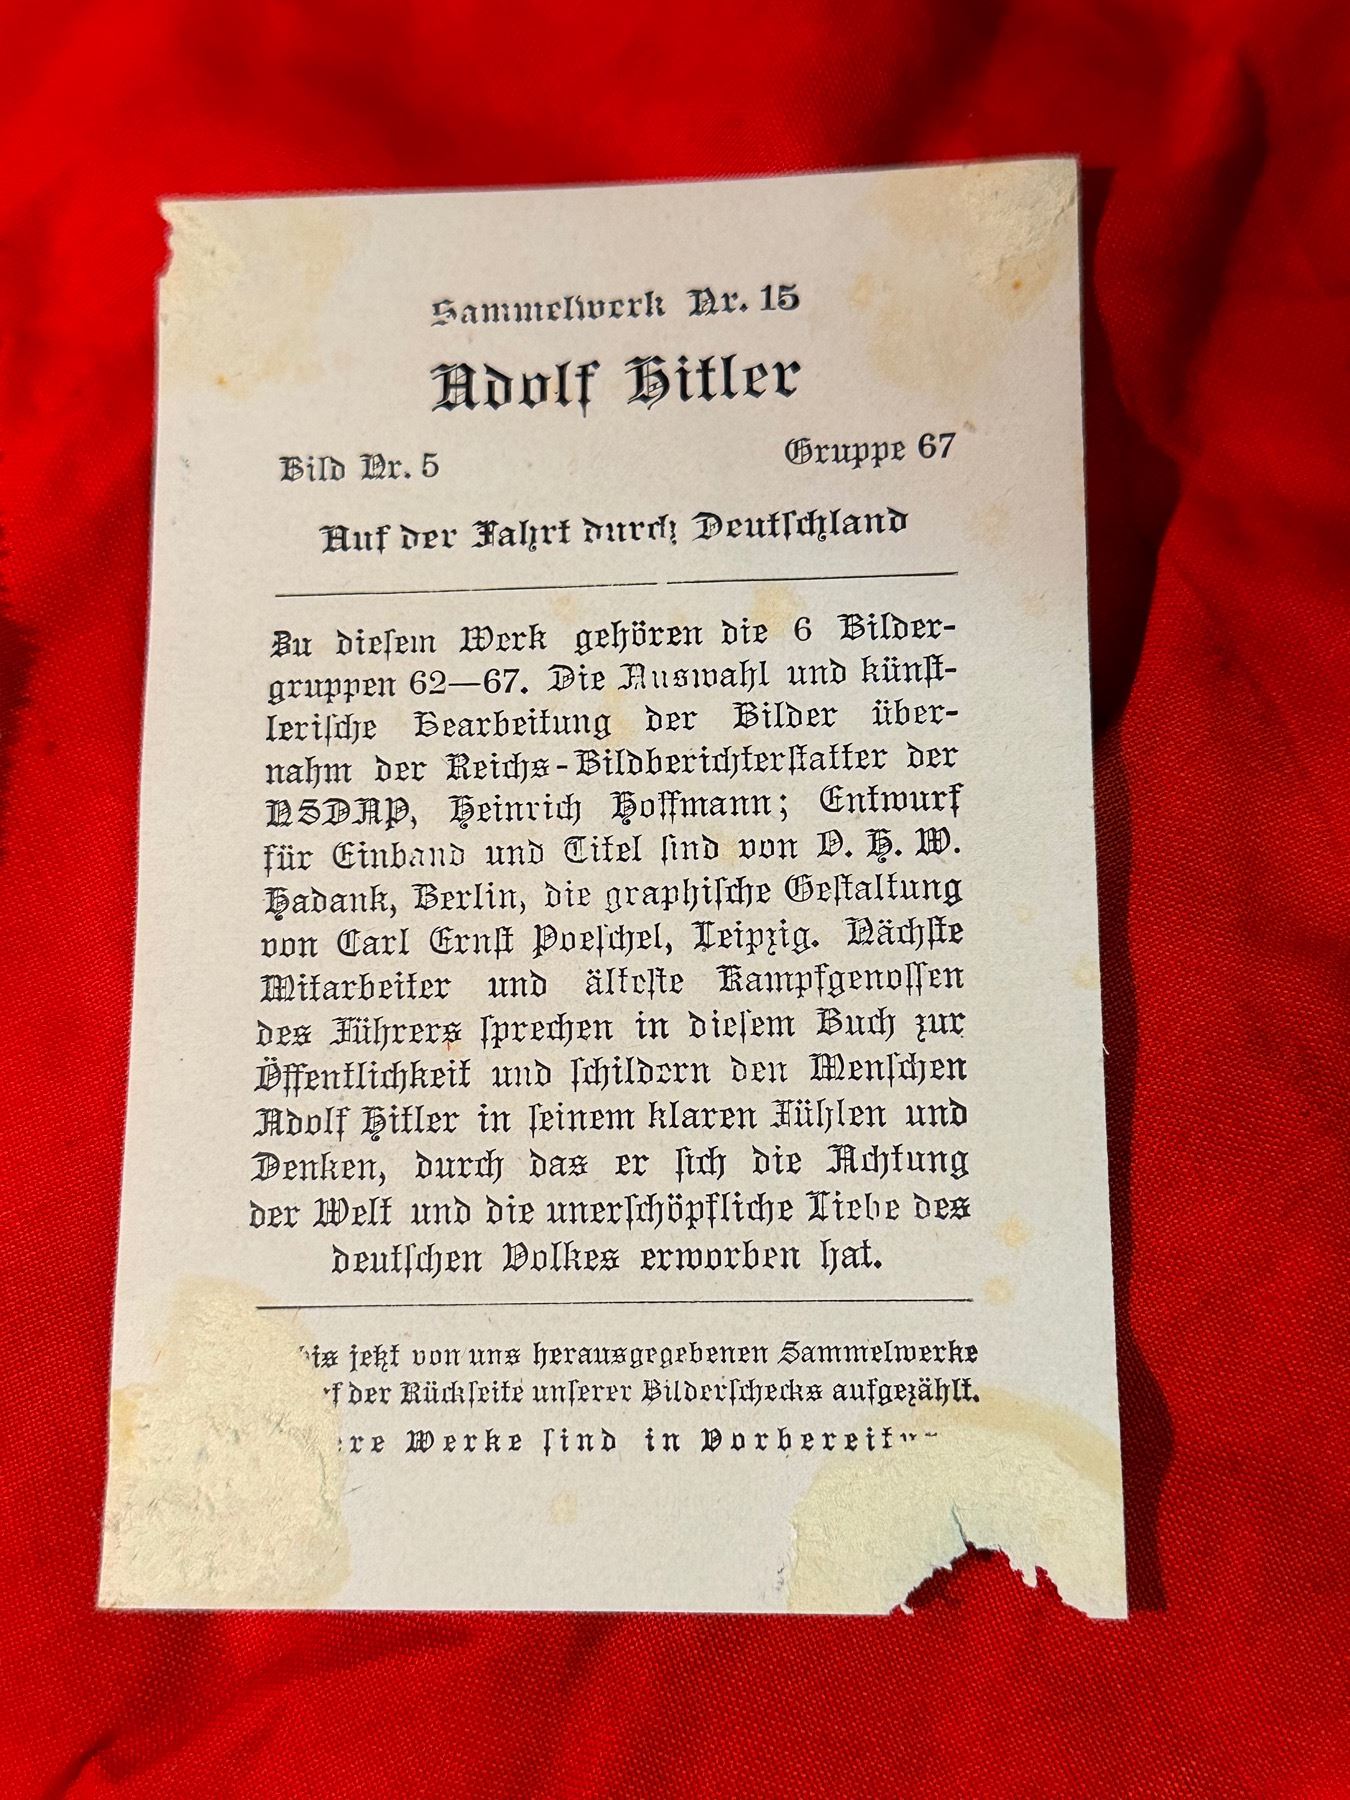 Sammelwerk Nr. 15
Adolf Hitler
Bild Nr. 5 Gruppe 67
Auf der Fahrt durch Deutschland
Zu diesem Werk gehören die 6 Bilder-
gruppen 62—67. Die Auswahl und künst-
lerische Bearbeitung der Bilder über-
nahm der Reichs-Bildberichterstatter der
NSDAP, Heinrich Hoffmann; Entwurf
für Einband und Titel sind von O. H. W.
Hadank, Berlin, die graphische Gestaltung
von Carl Ernst Poeschel, Leipzig. Nächste
Mitarbeiter und älteste Kampfgenossen
des Führers sprechen in diesem Buch zur
Öffentlichkeit und schildern den Menschen
Adolf Hitler in seinem klaren Fühlen und
Denken, durch das er sich die Achtung
der Welt und die unerschöpfliche Liebe des
deutschen Volkes erworben hat.
bis jetzt von uns herausgegebenen Sammelwerke
der Rückseite unserer Bilderschecks aufgezählt.
Werke sind in